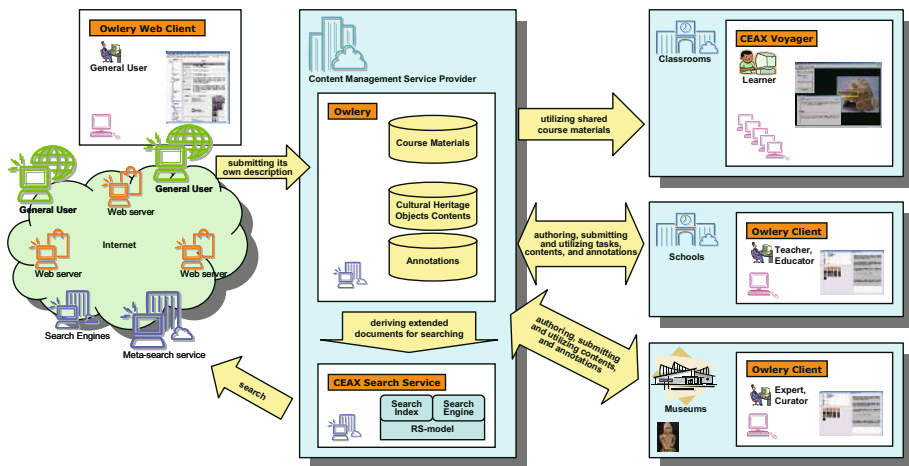 Owlery Web Client
General User
General User
General User
Web server
Internet
Web server
Web server
Search Engines
Meta-search service
submitting its
own description
search
Content Management Service Provider
Owlery
Course Materials
Cultural Heritage
Objects Contents
Annotations
deriving extended
documents for searching
CEAX Search Service
Search
Index
Search
Engine
RS-model
utilizing shared
course materials
authoring, submitting
and utilizing tasks,
contents, and annotations
authoring, submitting
and utilizing contents,
and annotations
Classrooms
CEAX Voyager
Learner
Schools
Owlery Client
Teacher,
Educator
Museums
Owlery Client
Expert,
Curator